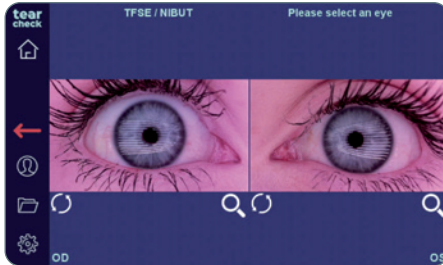 tear
check
TFSE / NIBUT
Please select an eye
OD
OS